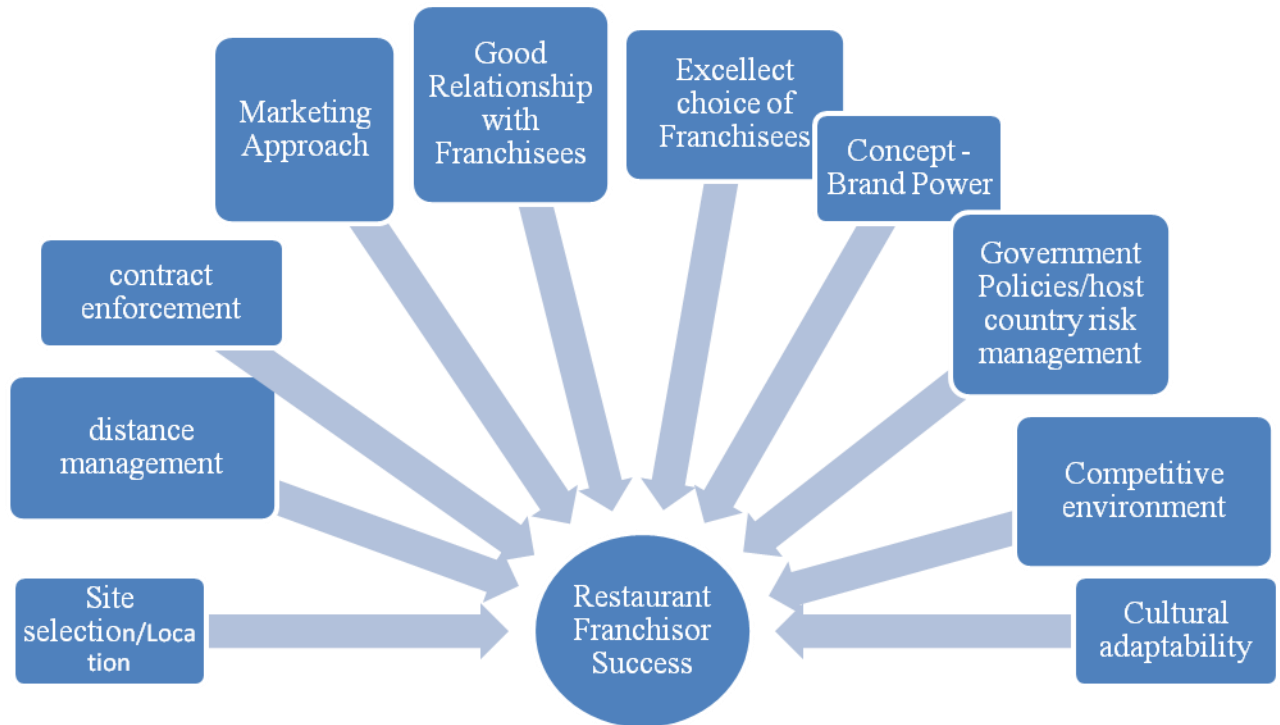 Marketing
Approach
Good
Relationship
with
Franchisees
Excellect
choice of
Franchisees
Concept -
Brand Power
contract
enforcement
Government
Policies/host
country risk
management
distance
management
Competitive
environment
Site
selection/Loca
tion
Restaurant
Franchisor
Success
Cultural
adaptability